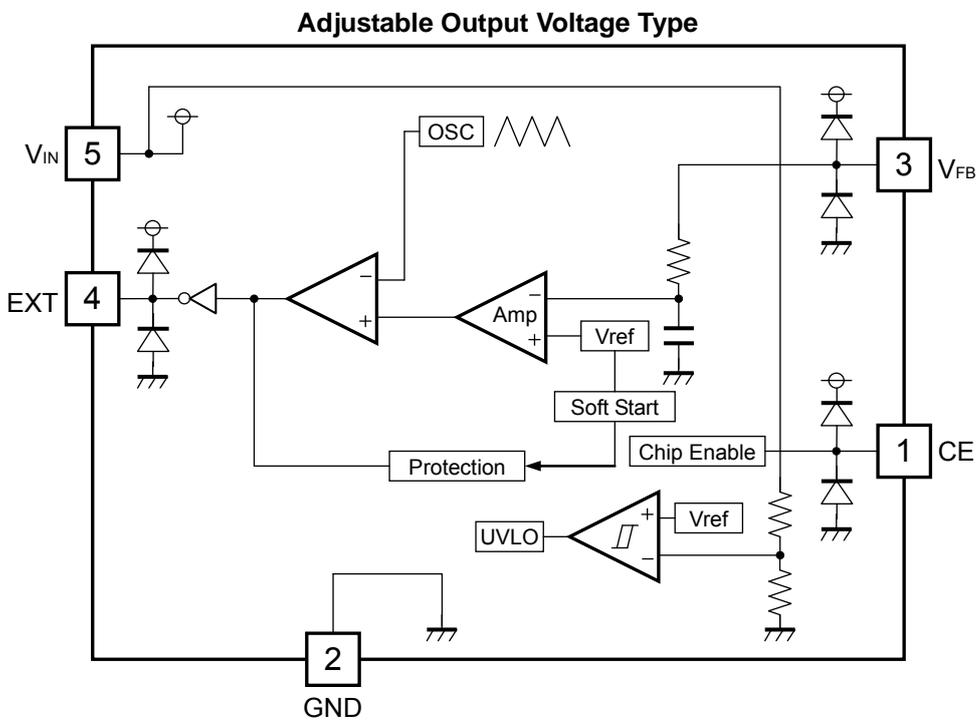 Adjustable Output Voltage Type
OSC
VIN 5
3 VFB
EXT 4
−
+
Amp
−
+
Vref
Soft Start
Chip Enable
1 CE
Protection
UVLO
+
−
Vref
2
GND